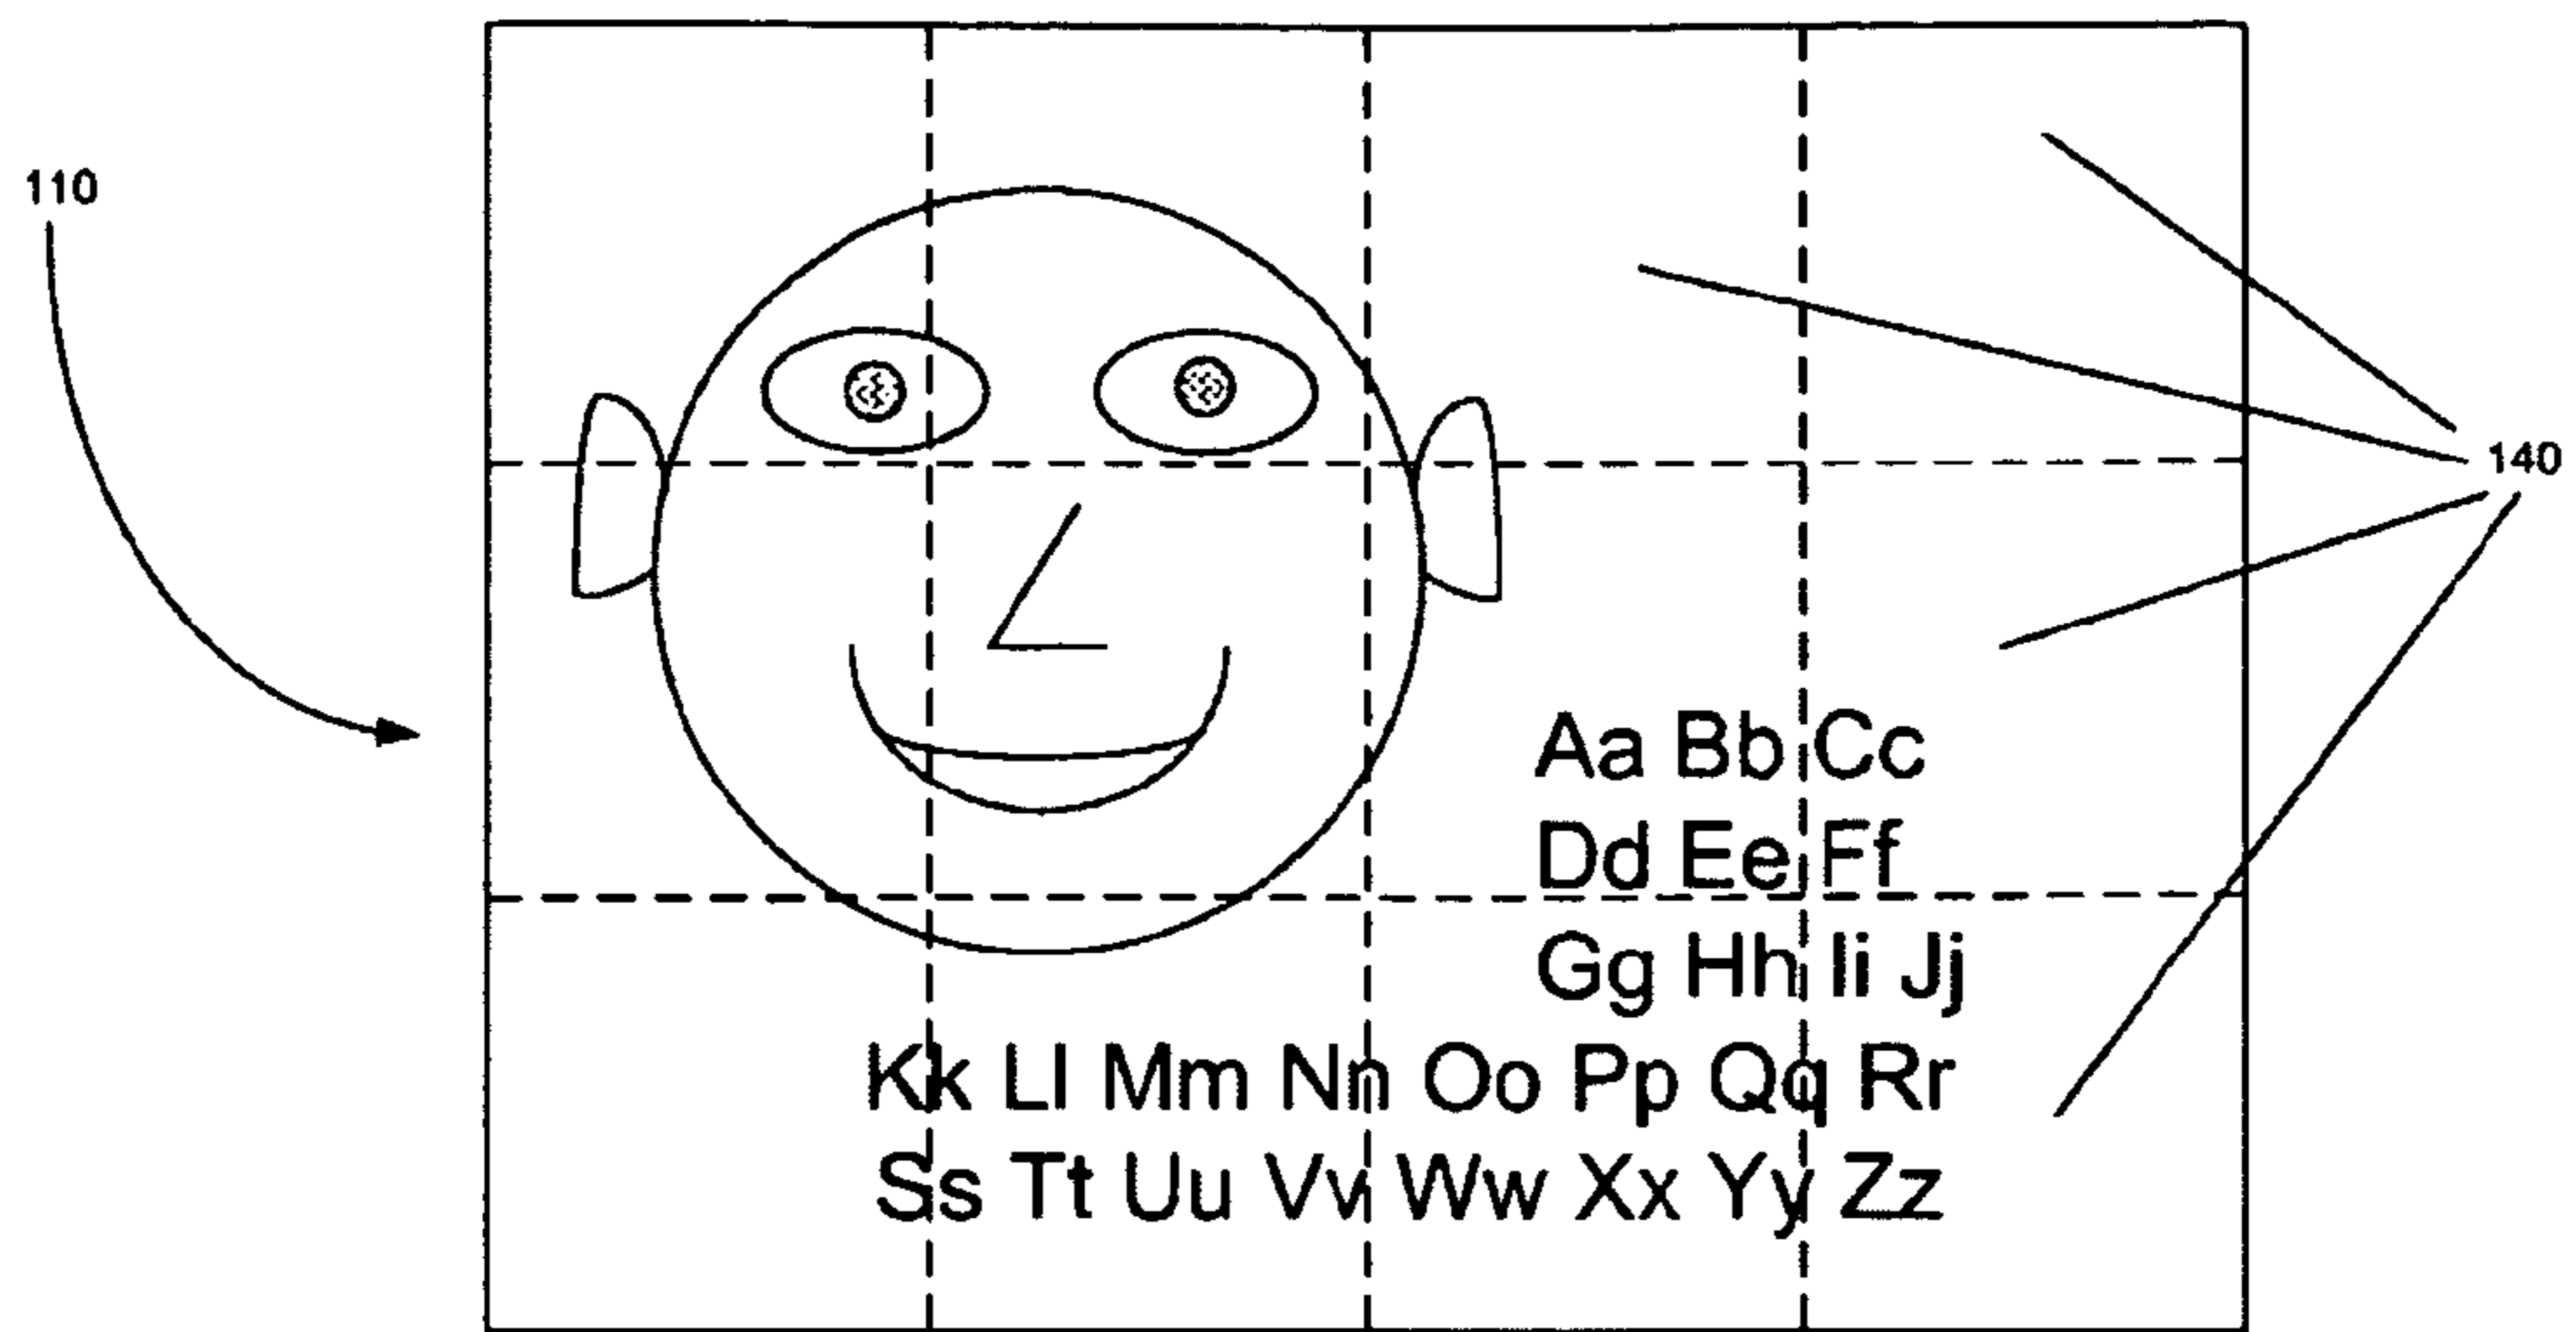 110
140
Aa Bb Cc
Dd Ee Ff
Gg Hh Ii Jj
Kk Ll Mm Nn Oo Pp Qq Rr
Ss Tt Uu Vv Ww Xx Yy Zz